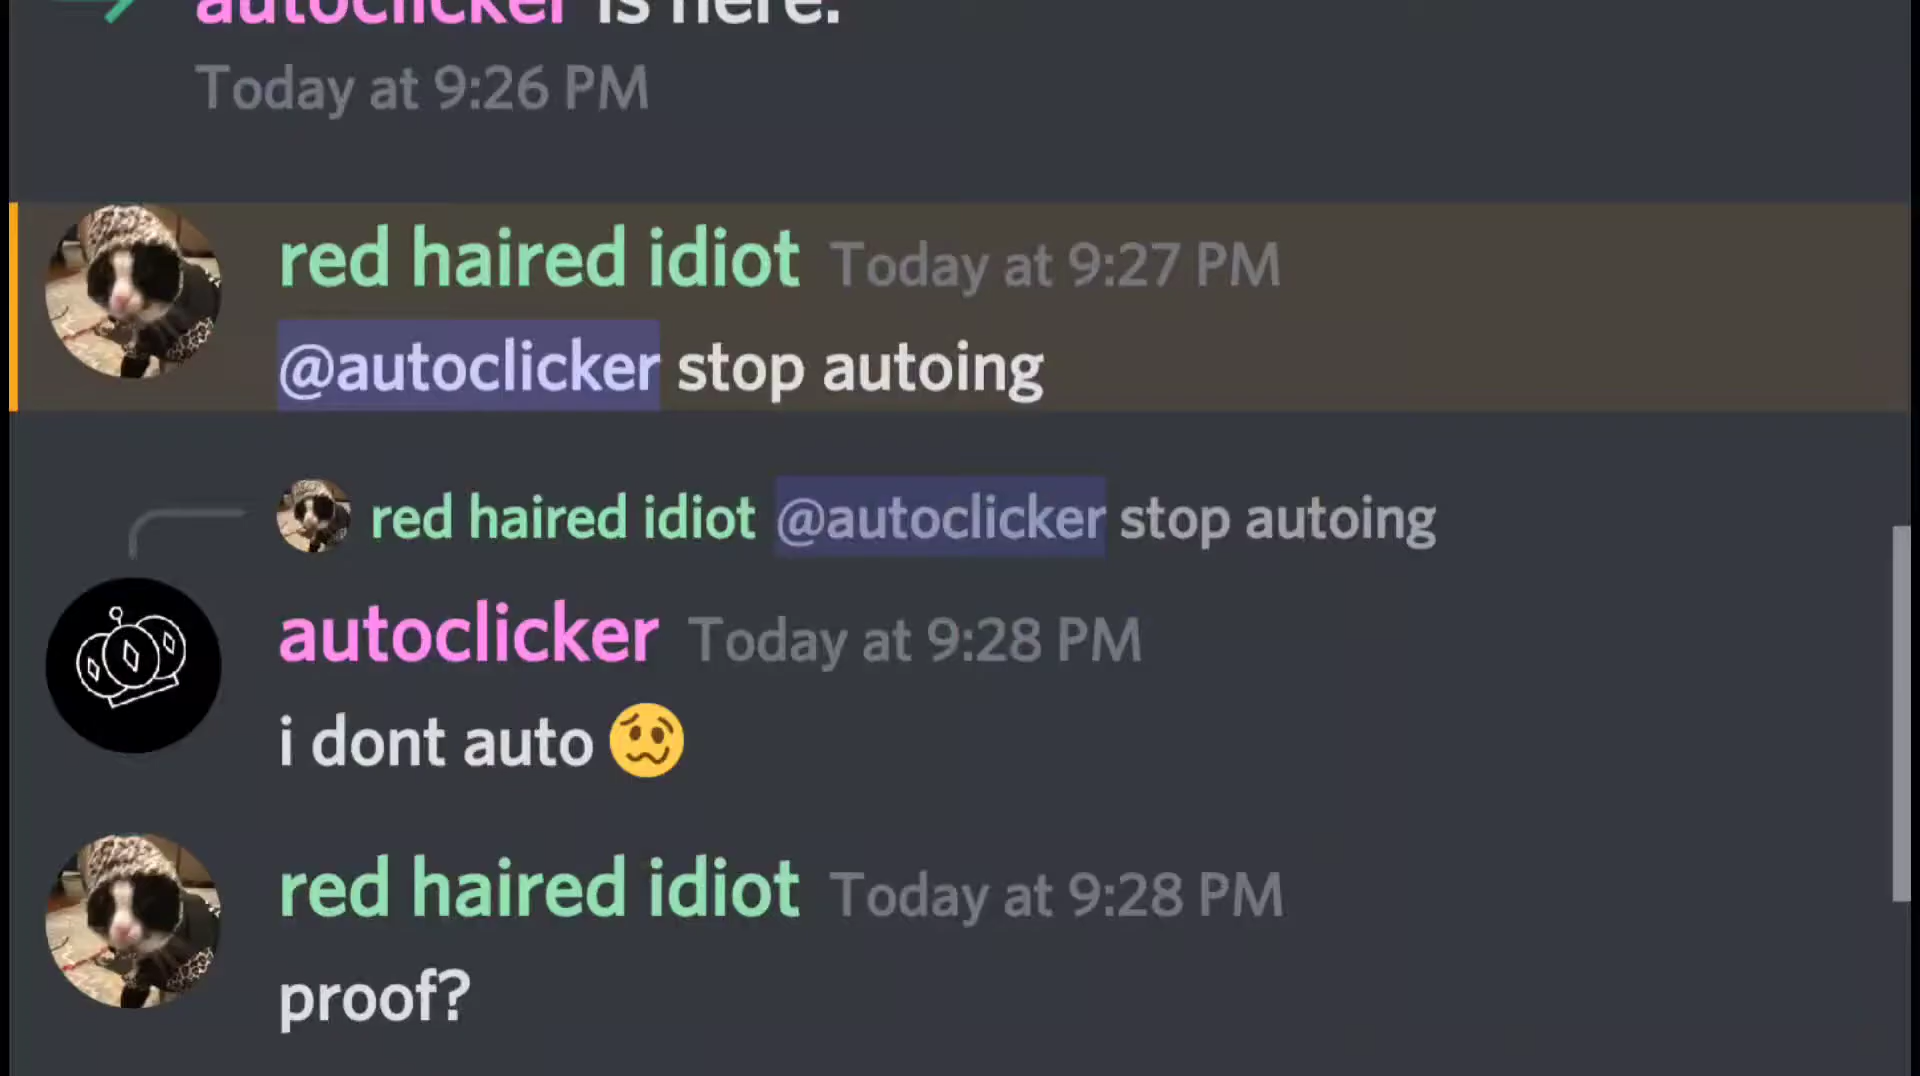 autoclicker is here.
Today at 9:26 PM
red haired idiot Today at 9:27 PM
@autoclicker stop autoing
red haired idiot @autoclicker stop autoing
autoclicker Today at 9:28 PM
i dont auto 🥴
red haired idiot Today at 9:28 PM
proof?